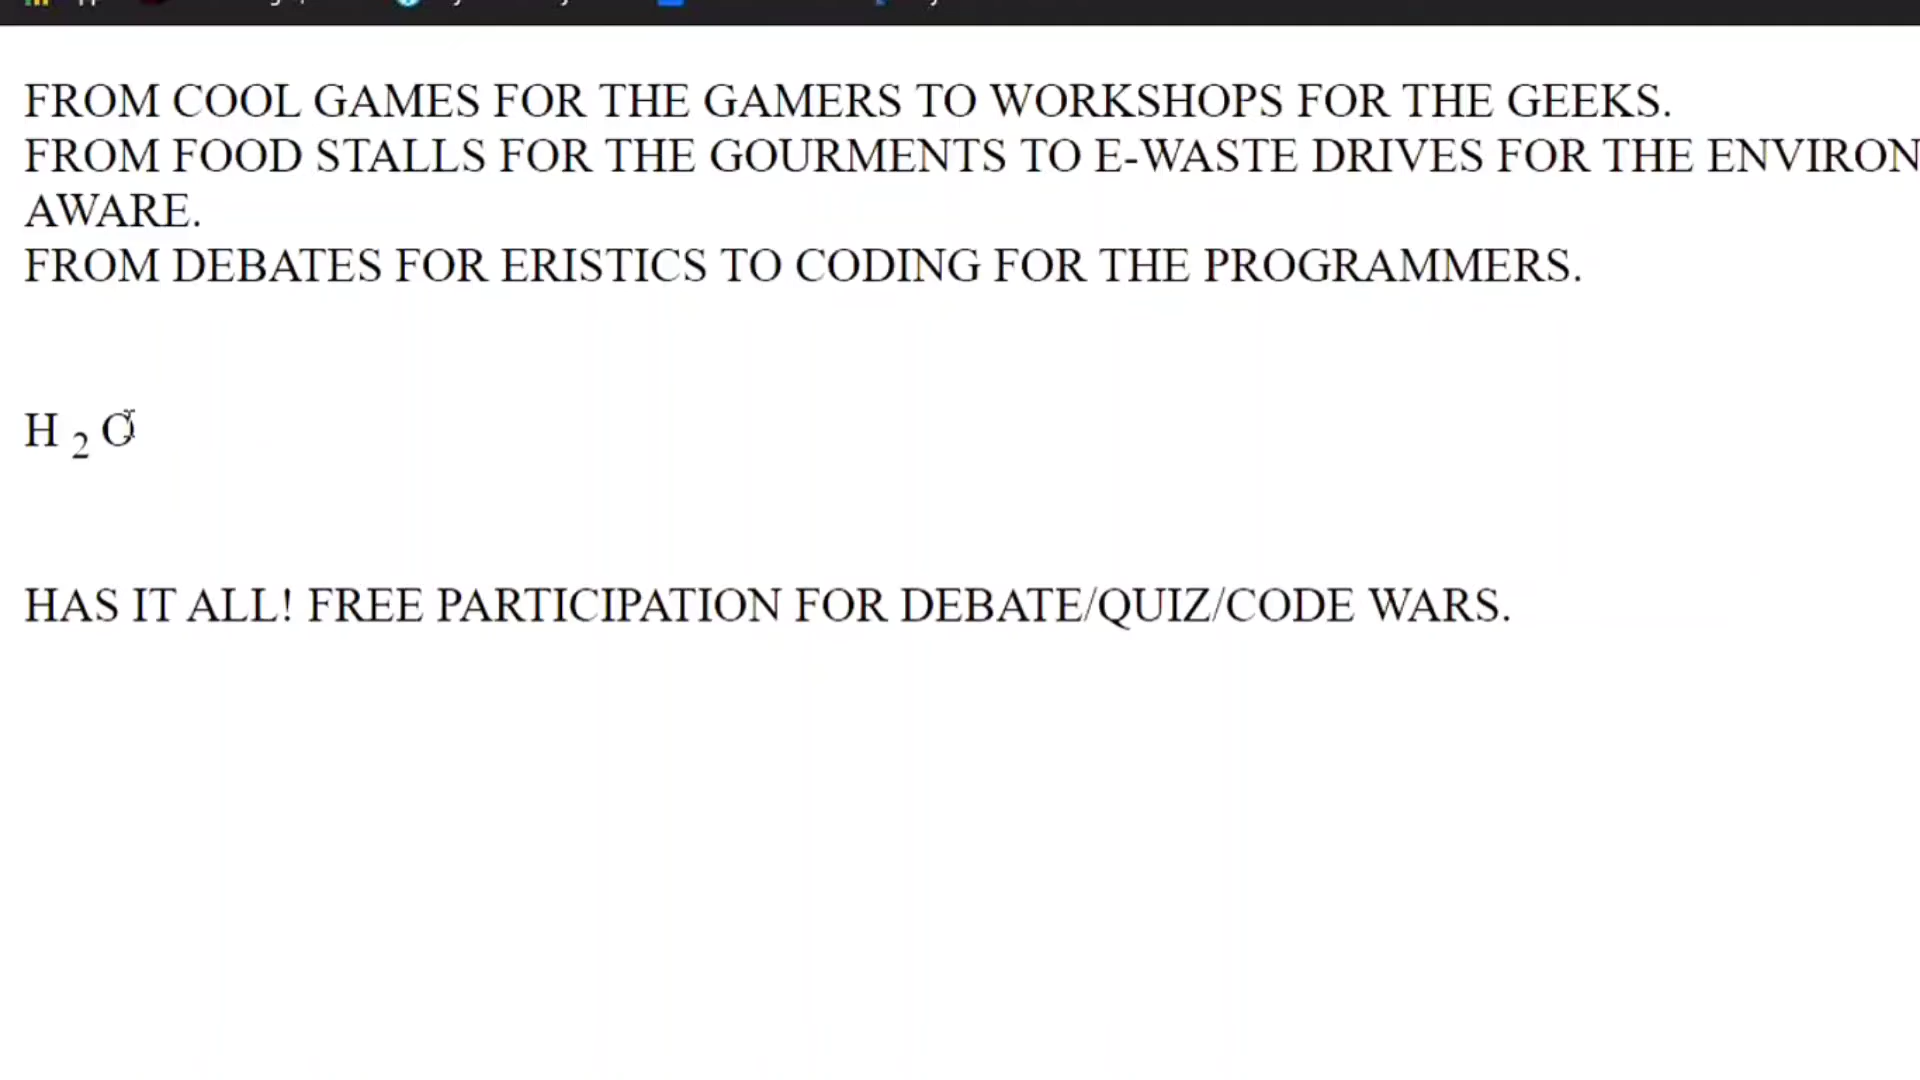 FROM COOL GAMES FOR THE GAMERS TO WORKSHOPS FOR THE GEEKS.
FROM FOOD STALLS FOR THE GOURMENTS TO E-WASTE DRIVES FOR THE ENVIRON
AWARE.
FROM DEBATES FOR ERISTICS TO CODING FOR THE PROGRAMMERS.
H 2 O
HAS IT ALL! FREE PARTICIPATION FOR DEBATE/QUIZ/CODE WARS.